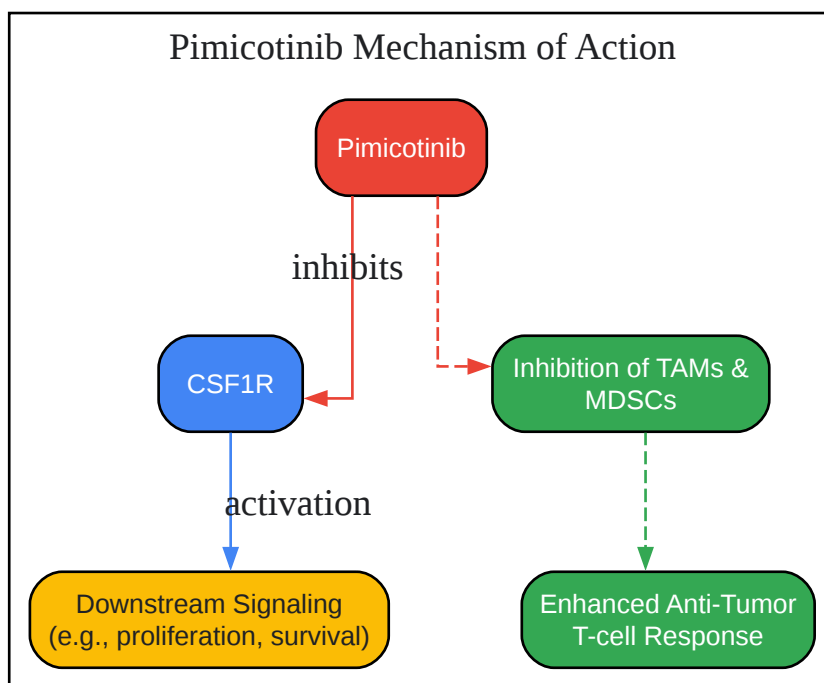 Pimicotinib Mechanism of Action
Pimicotinib
inhibits
CSF1R
Inhibition of TAMs &
MDSCs
activation
Downstream Signaling
(e.g., proliferation, survival)
Enhanced Anti-Tumor
T-cell Response